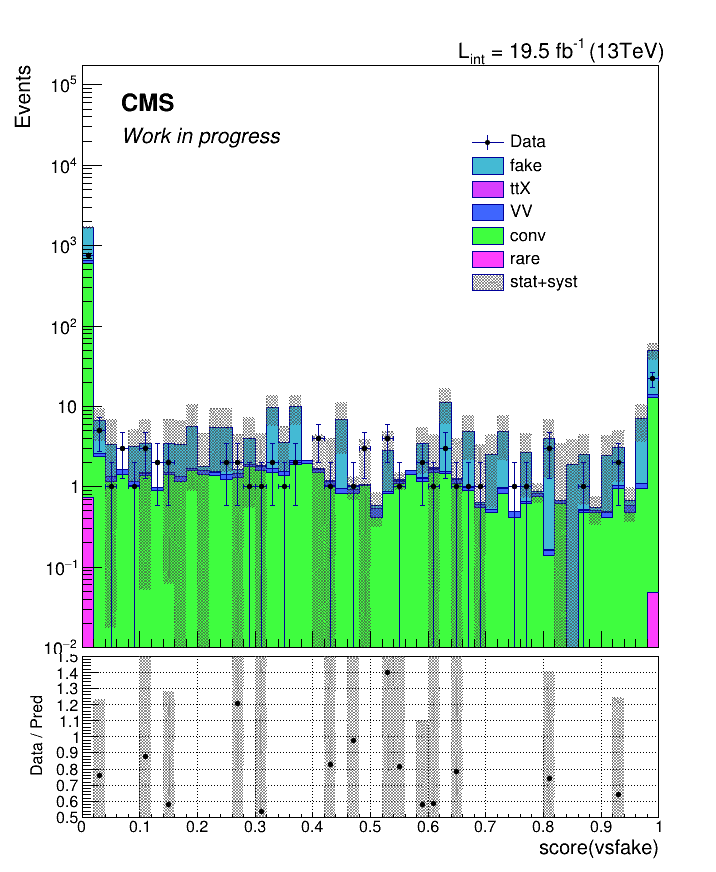 L_int = 19.5 fb^-1 (13TeV)
Events
CMS
Work in progress
Data
fake
ttX
VV
conv
rare
stat+syst
10^5
10^4
10^3
10^2
10
1
10^-1
10^-2
Data / Pred
1.5
1.4
1.3
1.2
1.1
1
0.9
0.8
0.7
0.6
0.5
0 0.1 0.2 0.3 0.4 0.5 0.6 0.7 0.8 0.9 1
score(vsfake)